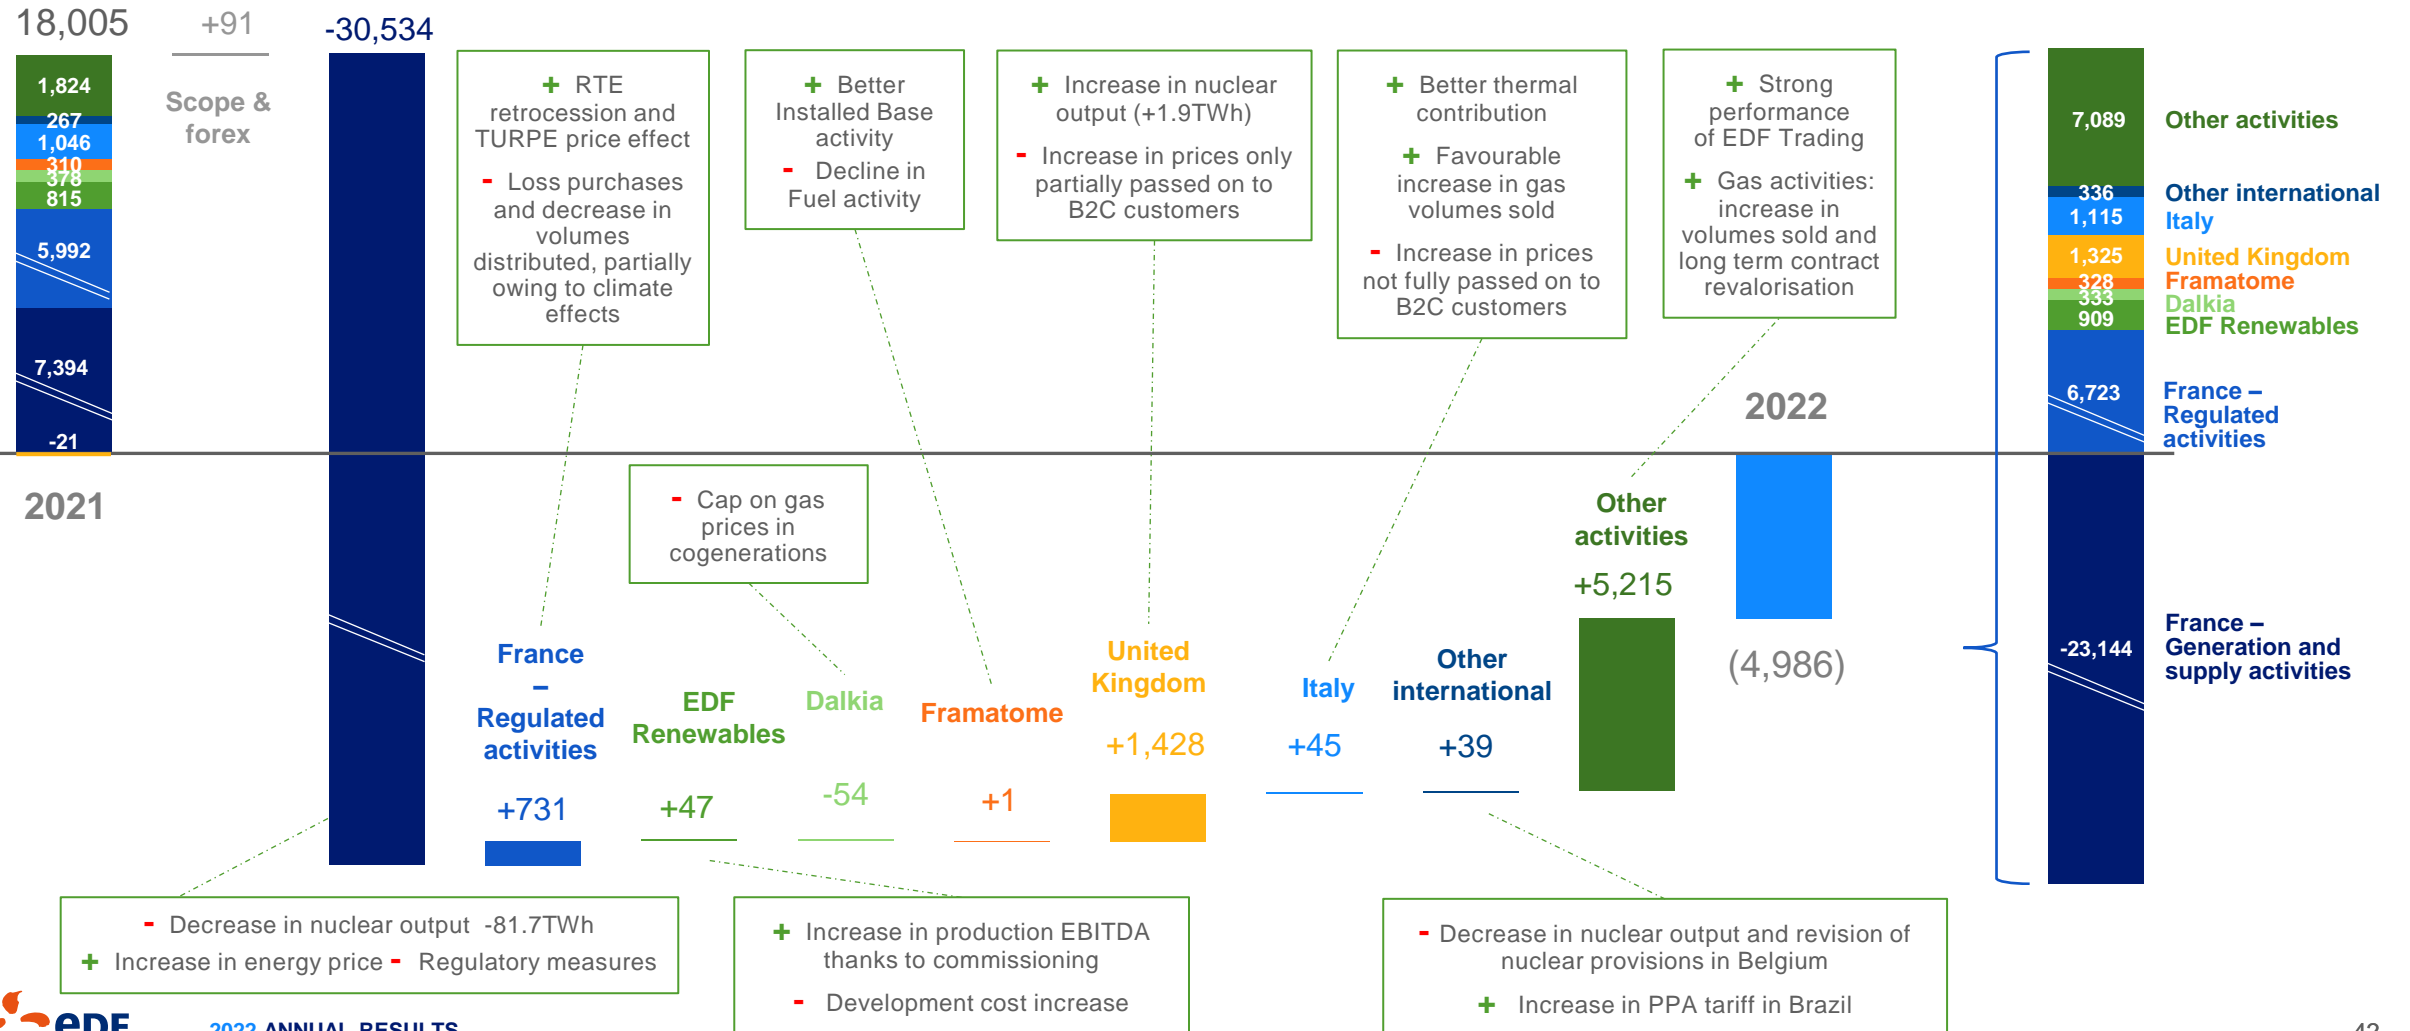 18,005
+91
-30,534
1,824
267
1,046
310
378
815
5,992
7,394
-21
Scope &
forex
2021
+ RTE
retrocession and
TURPE price effect
- Loss purchases
and decrease in
volumes
distributed, partially
owing to climate
effects
+ Better
Installed Base
activity
- Decline in
Fuel activity
+ Increase in nuclear
output (+1.9TWh)
- Increase in prices only
partially passed on to
B2C customers
+ Better thermal
contribution
+ Favourable
increase in gas
volumes sold
- Increase in prices
not fully passed on to
B2C customers
+ Strong
performance
of EDF Trading
+ Gas activities:
increase in
volumes sold and
long term contract
revalorisation
- Cap on gas
prices in
cogenerations
France
–
Regulated
activities
+731
EDF
Renewables
+47
Dalkia
-54
Framatome
+1
United
Kingdom
+1,428
Italy
+45
Other
international
+39
Other
activities
+5,215
2022
(4,986)
7,089
336
1,115
1,325
328
333
909
6,723
-23,144
Other activities
Other international
Italy
United Kingdom
Framatome
Dalkia
EDF Renewables
France –
Regulated
activities
France –
Generation and
supply activities
- Decrease in nuclear output -81.7TWh
+ Increase in energy price - Regulatory measures
+ Increase in production EBITDA
thanks to commissioning
- Development cost increase
- Decrease in nuclear output and revision of
nuclear provisions in Belgium
+ Increase in PPA tariff in Brazil
eDF
2022 ANNUAL RESULTS
42